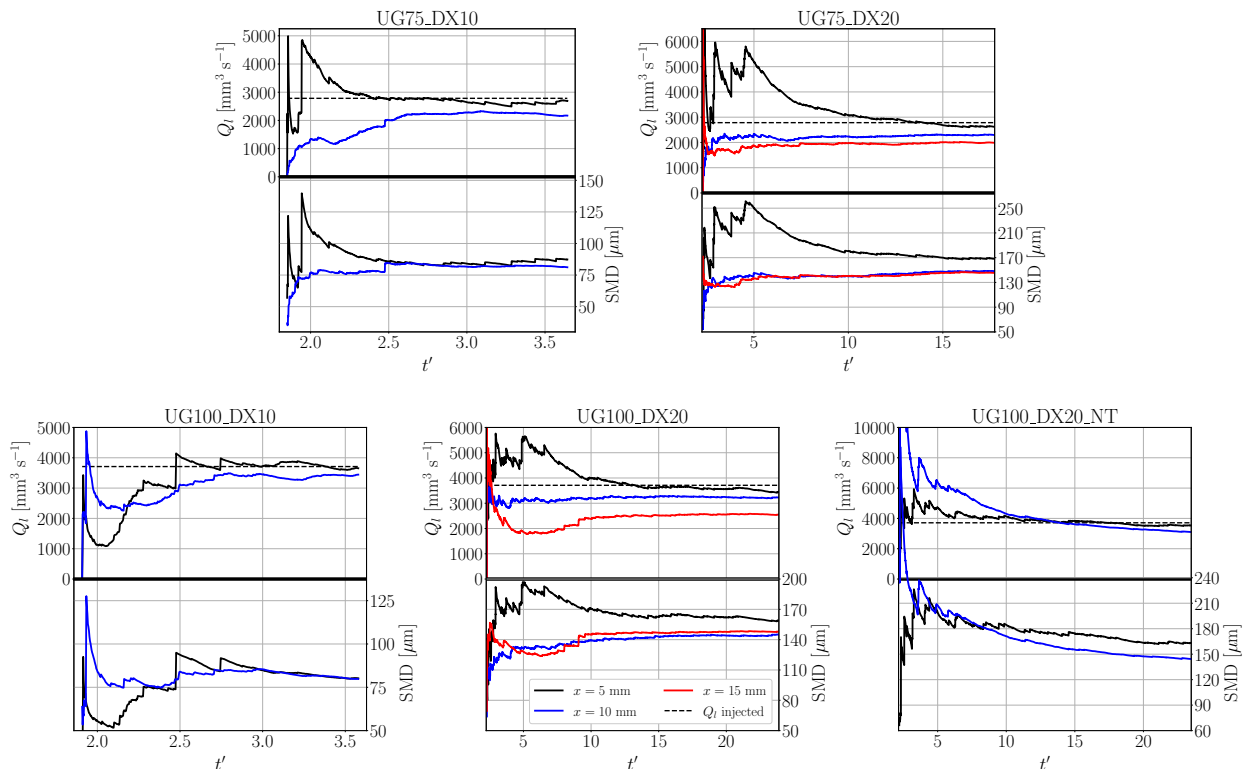 UG75_DX10
UG75_DX20
5000
4000
3000
2000
1000
0
Q_l [mm³ s⁻¹]
150
125
100
75
50
SMD [μm]
2.0 2.5 3.0 3.5
t′
6000
5000
4000
3000
2000
1000
0
Q_l [mm³ s⁻¹]
250
210
170
130
90
50
SMD [μm]
5 10 15
t′
UG100_DX10
UG100_DX20
UG100_DX20_NT
5000
4000
3000
2000
1000
0
Q_l [mm³ s⁻¹]
125
100
75
50
SMD [μm]
2.0 2.5 3.0 3.5
t′
6000
5000
4000
3000
2000
1000
0
Q_l [mm³ s⁻¹]
200
170
140
110
80
50
SMD [μm]
x = 5 mm
x = 10 mm
x = 15 mm
Q_l injected
5 10 15 20
t′
10000
8000
6000
4000
2000
0
Q_l [mm³ s⁻¹]
240
210
180
150
120
90
60
SMD [μm]
5 10 15 20
t′